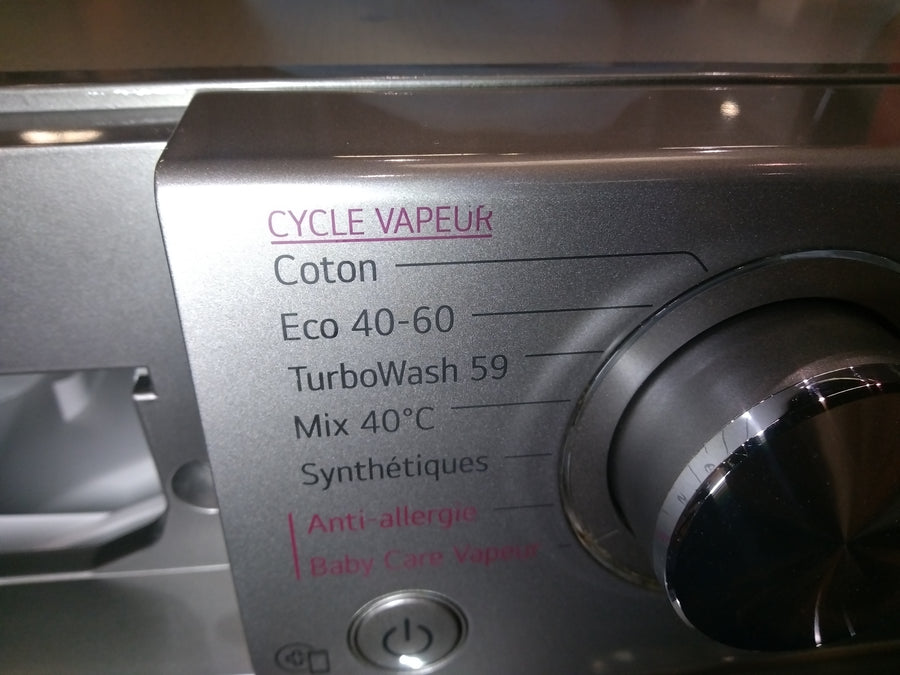 CYCLE VAPEUR
Coton
Eco 40-60
TurboWash 59
Mix 40°C
Synthétiques
Anti-allergie
Baby Care Vapeur